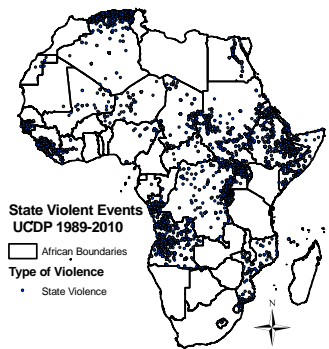 State Violent Events
UCDP 1989-2010
African Boundaries
Type of Violence
State Violence
N